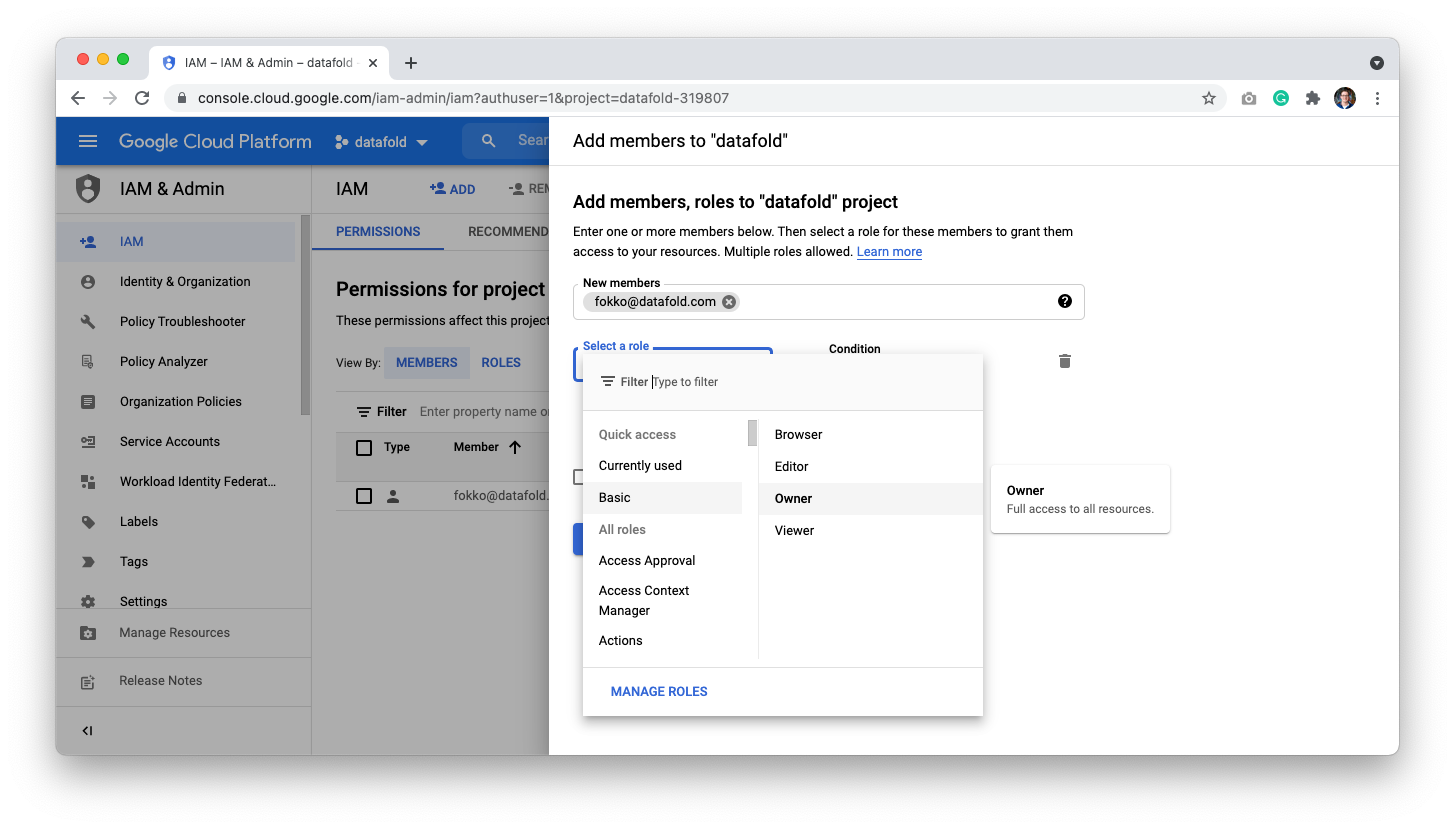 IAM – IAM & Admin – datafold
console.cloud.google.com/iam-admin/iam?authuser=1&project=datafold-319807
Google Cloud Platform
datafold
Sear
IAM & Admin
IAM
Identity & Organization
Policy Troubleshooter
Policy Analyzer
Organization Policies
Service Accounts
Workload Identity Federat...
Labels
Tags
Settings
Manage Resources
Release Notes
IAM
ADD
REM
PERMISSIONS
RECOMMEND
Permissions for project
These permissions affect this project
View By:
MEMBERS
ROLES
Filter
Enter property name or
Type
Member
fokko@datafold.
Add members to "datafold"
Add members, roles to "datafold" project
Enter one or more members below. Then select a role for these members to grant them
access to your resources. Multiple roles allowed. Learn more
New members
fokko@datafold.com
Select a role
Condition
Filter Type to filter
Quick access
Currently used
Basic
All roles
Access Approval
Access Context
Manager
Actions
Browser
Editor
Owner
Viewer
MANAGE ROLES
Owner
Full access to all resources.